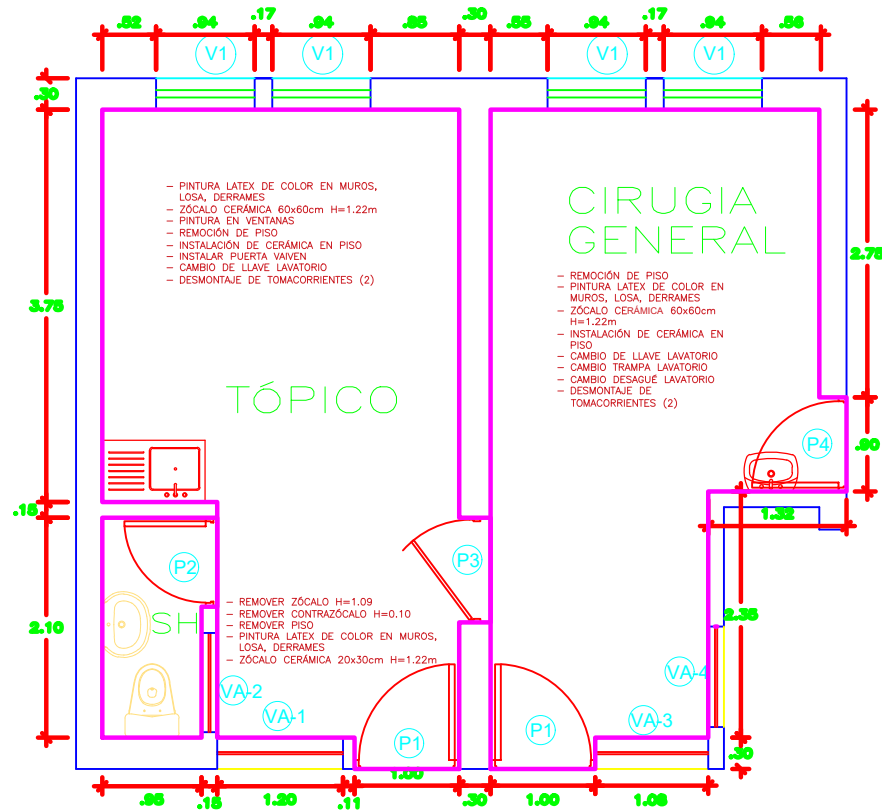 .52 .94 .17 .94 .85 .30 .55 .94 .17 .94 .56
V1 V1 V1 V1
.30
– PINTURA LATEX DE COLOR EN MUROS,
LOSA, DERRAMES
– ZÓCALO CERÁMICA 60x60cm H=1.22m
– PINTURA EN VENTANAS
– REMOCIÓN DE PISO
– INSTALACIÓN DE CERÁMICA EN PISO
– INSTALAR PUERTA VAIVEN
– CAMBIO DE LLAVE LAVATORIO
– DESMONTAJE DE TOMACORRIENTES (2)
CIRUGIA
GENERAL
– REMOCIÓN DE PISO
– PINTURA LATEX DE COLOR EN
MUROS, LOSA, DERRAMES
– ZÓCALO CERÁMICA 60x60cm
H=1.22m
– INSTALACIÓN DE CERÁMICA EN
PISO
– CAMBIO DE LLAVE LAVATORIO
– CAMBIO TRAMPA LAVATORIO
– CAMBIO DESAGUÉ LAVATORIO
– DESMONTAJE DE
TOMACORRIENTES (2)
2.75
3.75
TÓPICO
P4
.90
.15
1.32
P2
P3
SH
– REMOVER ZÓCALO H=1.09
– REMOVER CONTRAZÓCALO H=0.10
– REMOVER PISO
– PINTURA LATEX DE COLOR EN MUROS,
LOSA, DERRAMES
– ZÓCALO CERÁMICA 20x30cm H=1.22m
2.10
2.35
VA-4
VA-2
VA-1
VA-3
P1
P1
.30
.95 .15 1.20 .11 1.00 .30 1.00 1.08